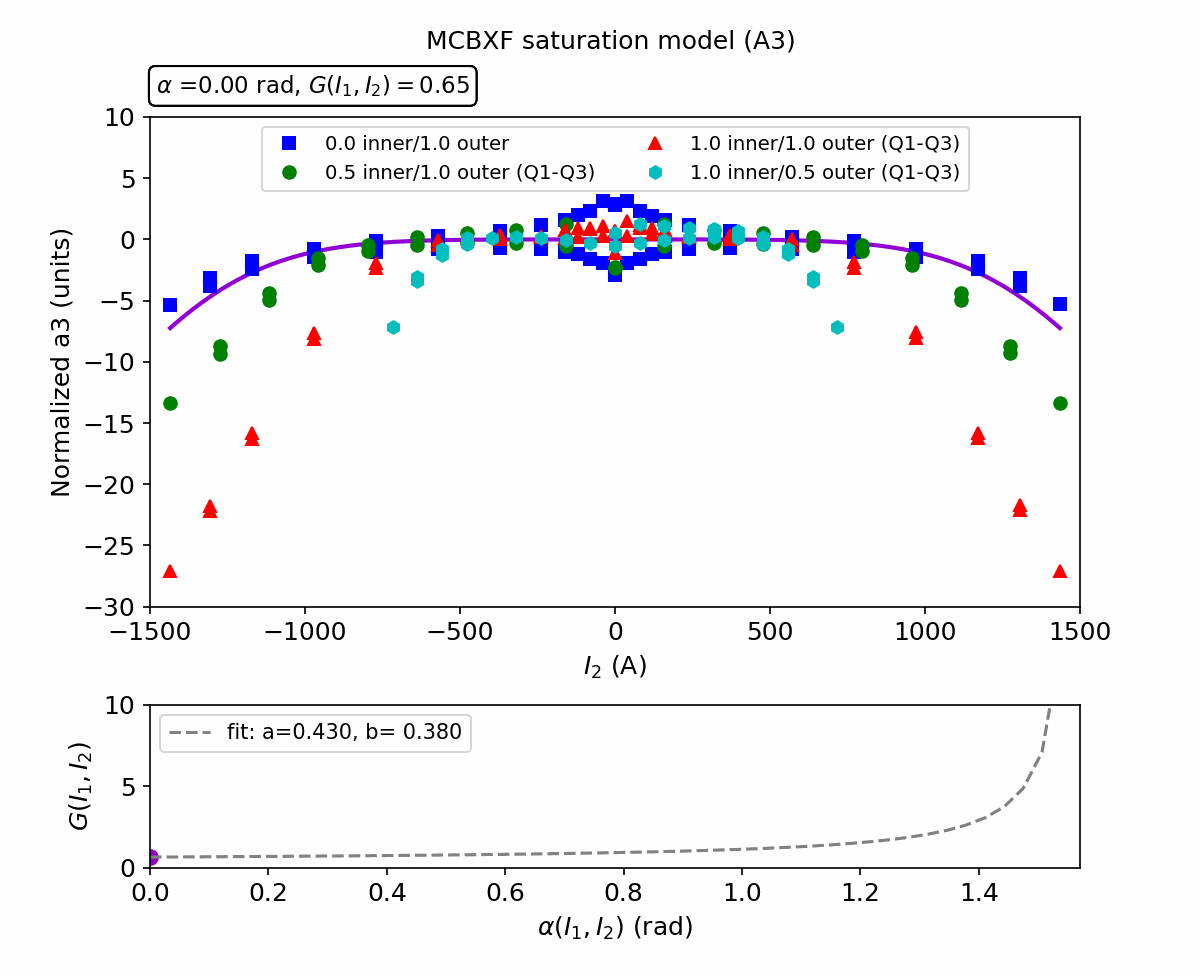 MCBXF saturation model (A3)
α =0.00 rad, G(I₁, I₂) = 0.65
10
5
0
−5
−10
−15
−20
−25
−30
Normalized a3 (units)
0.0 inner/1.0 outer
0.5 inner/1.0 outer (Q1-Q3)
1.0 inner/1.0 outer (Q1-Q3)
1.0 inner/0.5 outer (Q1-Q3)
−1500 −1000 −500 0 500 1000 1500
I₂ (A)
10
5
0
G(I₁, I₂)
fit: a=0.430, b= 0.380
0.0 0.2 0.4 0.6 0.8 1.0 1.2 1.4
α(I₁, I₂) (rad)